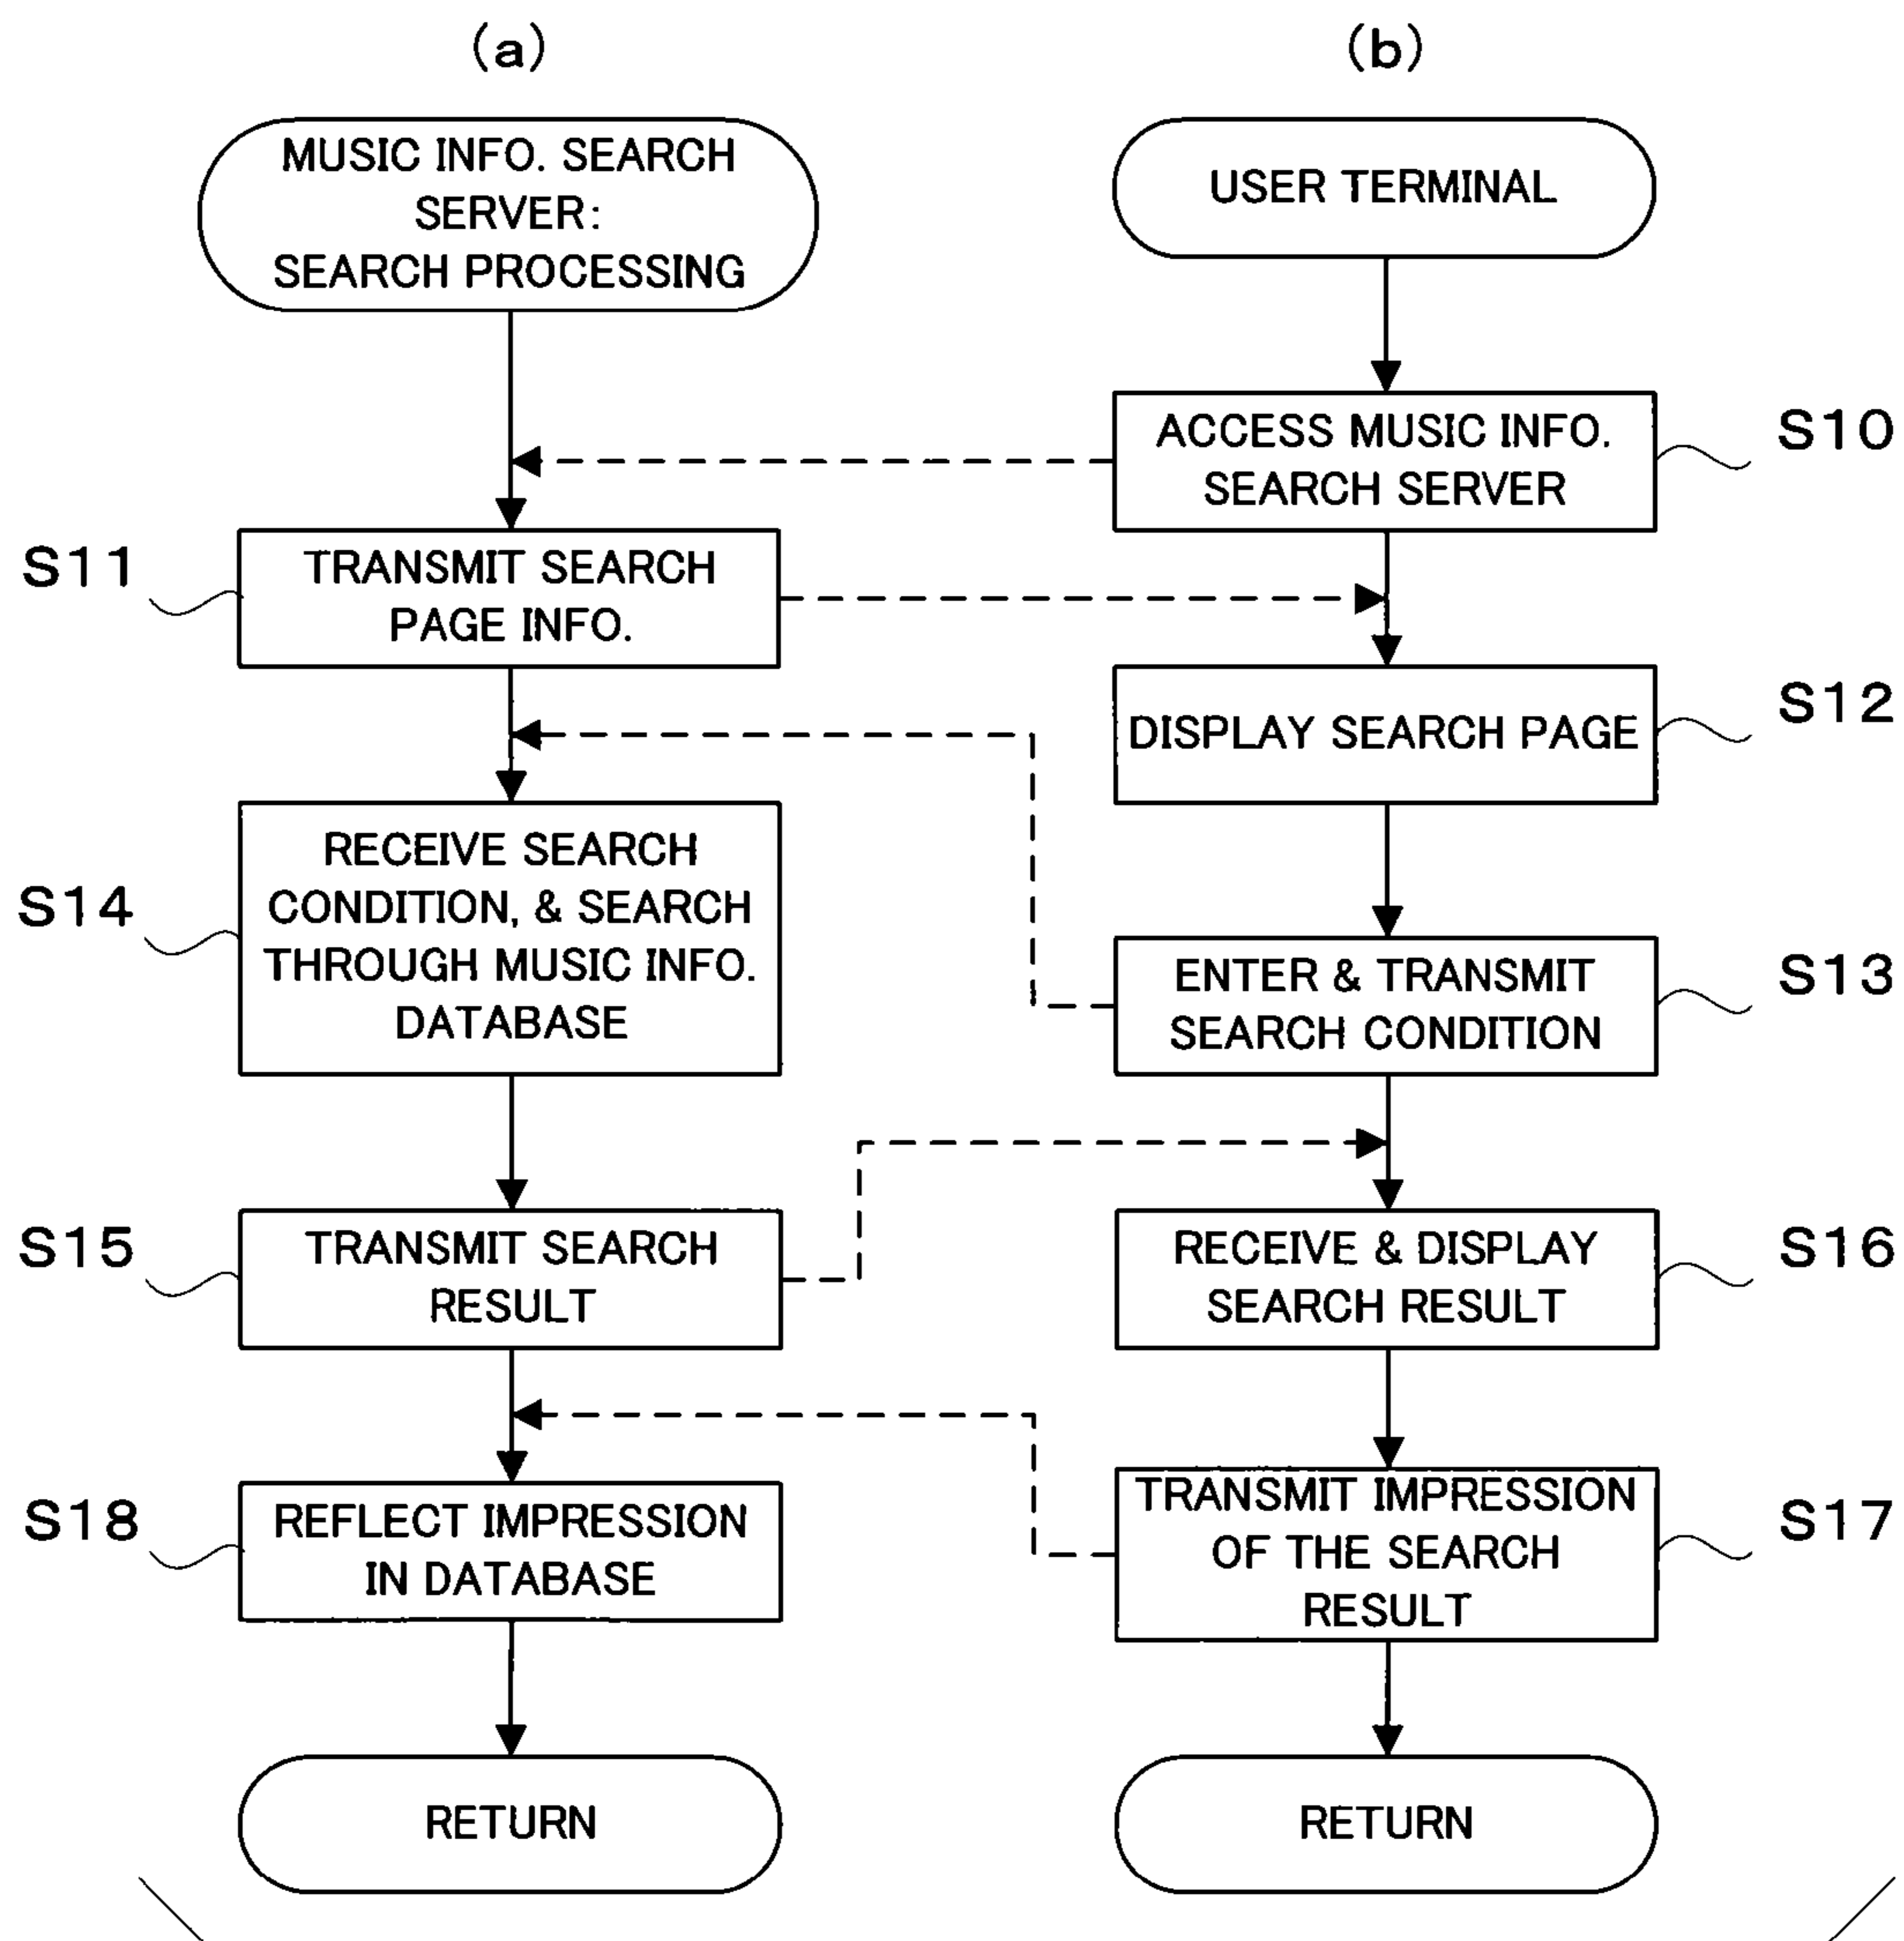 (a)
MUSIC INFO. SEARCH
SERVER:
SEARCH PROCESSING
S11
TRANSMIT SEARCH
PAGE INFO.
S14
RECEIVE SEARCH
CONDITION, & SEARCH
THROUGH MUSIC INFO.
DATABASE
S15
TRANSMIT SEARCH
RESULT
S18
REFLECT IMPRESSION
IN DATABASE
RETURN
(b)
USER TERMINAL
ACCESS MUSIC INFO.
SEARCH SERVER
S10
DISPLAY SEARCH PAGE
S12
ENTER & TRANSMIT
SEARCH CONDITION
S13
RECEIVE & DISPLAY
SEARCH RESULT
S16
TRANSMIT IMPRESSION
OF THE SEARCH
RESULT
S17
RETURN